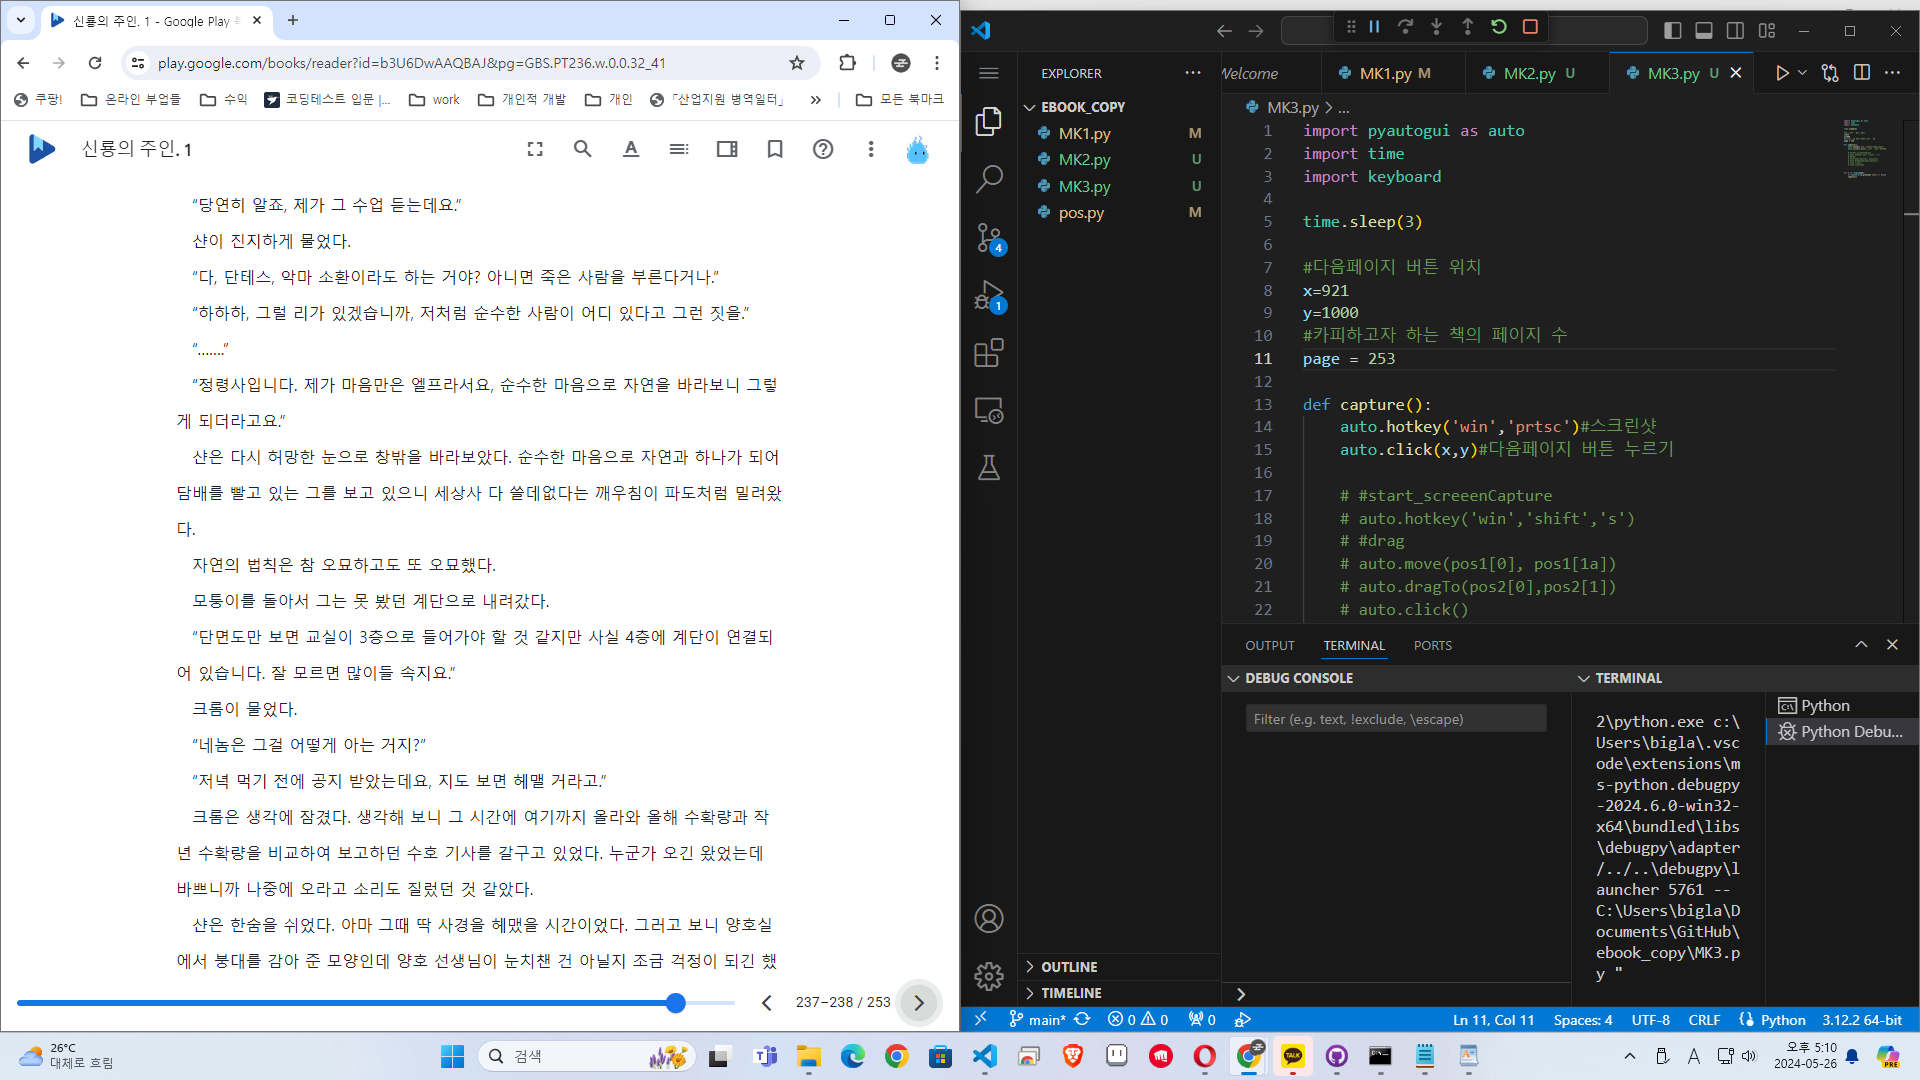 신룡의 주인. 1 - Google Play
play.google.com/books/reader?id=b3U6DwAAQBAJ&pg=GBS.PT236.w.0.0.32_41
쿠팡! 온라인 부업들 수익 코딩테스트 입문 |... work 개인적 개발 개인 「산업지원 병역일터」 » 모든 북마크
신룡의 주인. 1
“당연히 알죠, 제가 그 수업 듣는데요.”
샨이 진지하게 물었다.
“다, 단테스, 악마 소환이라도 하는 거야? 아니면 죽은 사람을 부른다거나.”
“하하하, 그럴 리가 있겠습니까, 저처럼 순수한 사람이 어디 있다고 그런 짓을.”
“…….”
“정령사입니다. 제가 마음만은 엘프라서요, 순수한 마음으로 자연을 바라보니 그렇
게 되더라고요.”
샨은 다시 허망한 눈으로 창밖을 바라보았다. 순수한 마음으로 자연과 하나가 되어
담배를 빨고 있는 그를 보고 있으니 세상사 다 쓸데없다는 깨우침이 파도처럼 밀려왔
다.
자연의 법칙은 참 오묘하고도 또 오묘했다.
모퉁이를 돌아서 그는 못 봤던 계단으로 내려갔다.
“단면도만 보면 교실이 3층으로 들어가야 할 것 같지만 사실 4층에 계단이 연결되
어 있습니다. 잘 모르면 많이들 속지요.”
크롬이 물었다.
“네놈은 그걸 어떻게 아는 거지?”
“저녁 먹기 전에 공지 받았는데요, 지도 보면 헤맬 거라고.”
크롬은 생각에 잠겼다. 생각해 보니 그 시간에 여기까지 올라와 올해 수확량과 작
년 수확량을 비교하여 보고하던 수호 기사를 갈구고 있었다. 누군가 오긴 왔었는데
바쁘니까 나중에 오라고 소리도 질렀던 것 같았다.
샨은 한숨을 쉬었다. 아마 그때 딱 사경을 헤맸을 시간이었다. 그러고 보니 양호실
에서 붕대를 감아 준 모양인데 양호 선생님이 눈치챈 건 아닐지 조금 걱정이 되긴 했
237–238 / 253
EXPLORER
EBOOK_COPY
MK1.py M
MK2.py U
MK3.py U
pos.py M
OUTLINE
TIMELINE
Welcome MK1.py M MK2.py U MK3.py U
MK3.py > ...
1 import pyautogui as auto
2 import time
3 import keyboard
4
5 time.sleep(3)
6
7 #다음페이지 버튼 위치
8 x=921
9 y=1000
10 #카피하고자 하는 책의 페이지 수
11 page = 253
12
13 def capture():
14 auto.hotkey('win','prtsc')#스크린샷
15 auto.click(x,y)#다음페이지 버튼 누르기
16
17 # #start_screeenCapture
18 # auto.hotkey('win','shift','s')
19 # #drag
20 # auto.move(pos1[0], pos1[1a])
21 # auto.dragTo(pos2[0],pos2[1])
22 # auto.click()
OUTPUT TERMINAL PORTS
DEBUG CONSOLE
Filter (e.g. text, !exclude, \escape)
TERMINAL
2\python.exe c:\
Users\bigla\.vsc
ode\extensions\m
s-python.debugpy
-2024.6.0-win32-
x64\bundled\libs
\debugpy\adapter
/../..\debugpy\l
auncher 5761 --
C:\Users\bigla\D
ocuments\GitHub\
ebook_copy\MK3.p
y "
Python
Python Debu...
4
1
main* 0 0 0 Ln 11, Col 11 Spaces: 4 UTF-8 CRLF Python 3.12.2 64-bit
26°C
대체로 흐림
검색
TALK
A
오후 5:10
2024-05-26
PRE